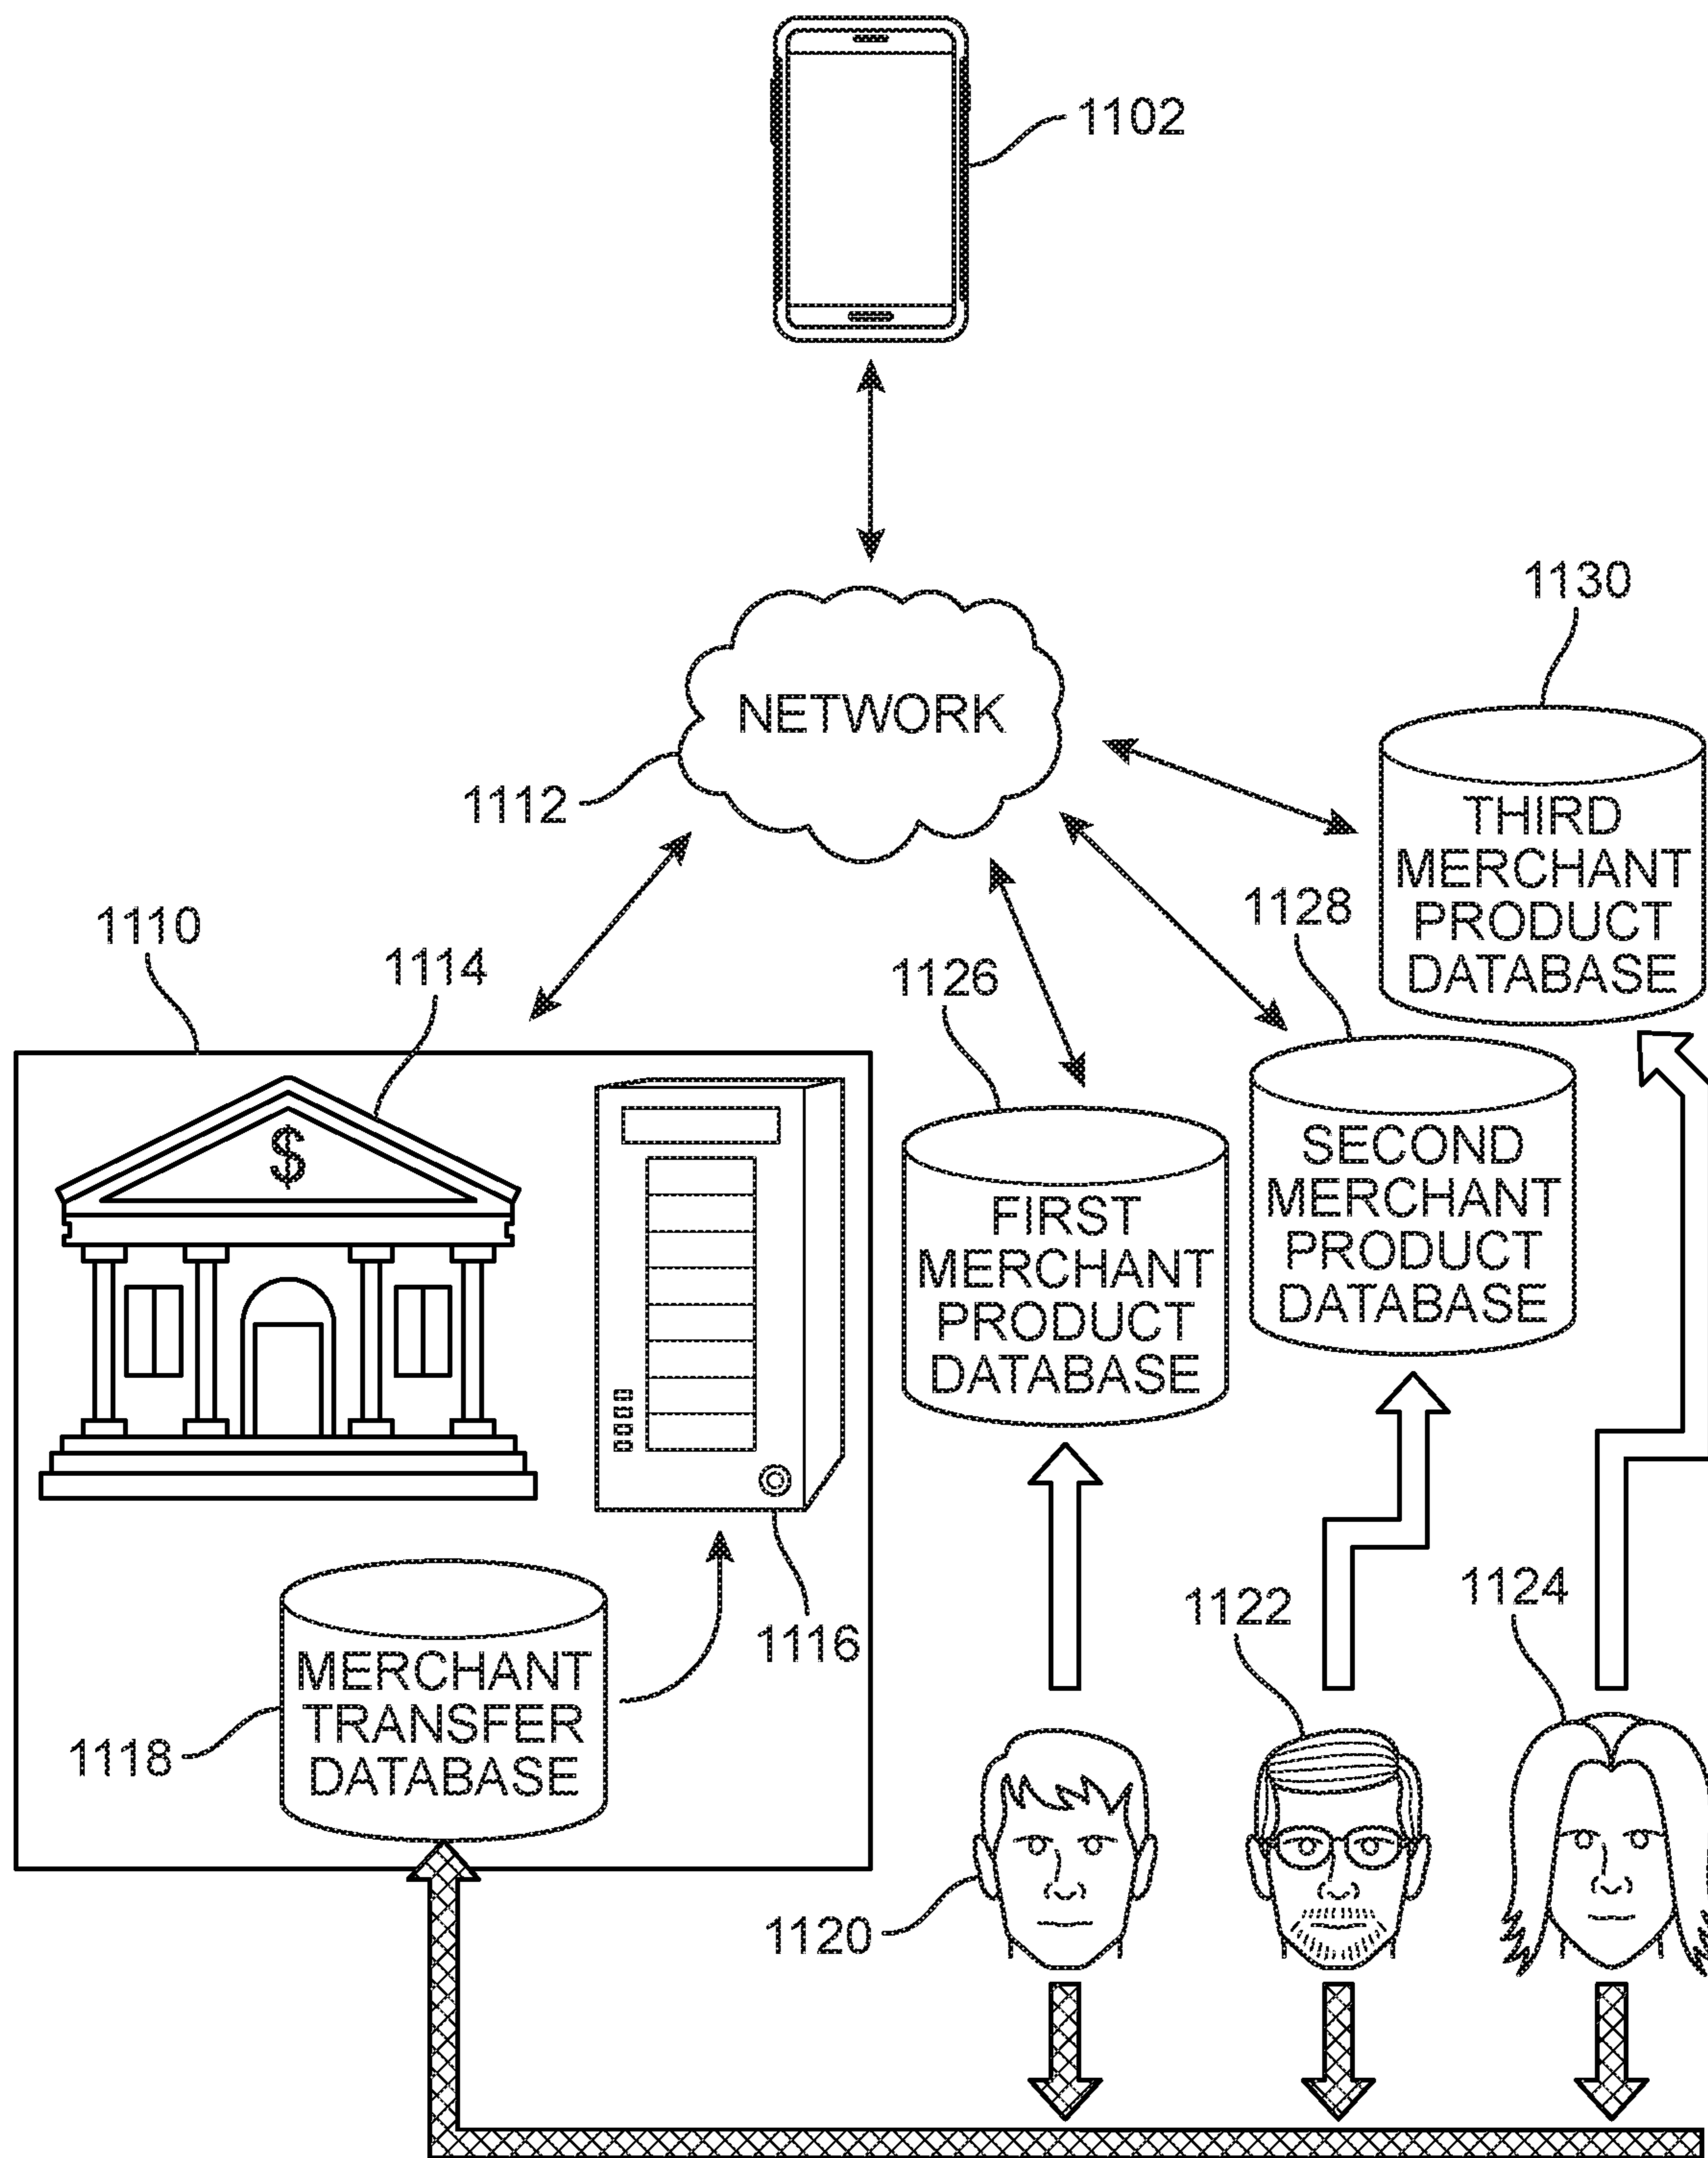 1102
NETWORK
1112
1130
THIRD
MERCHANT
PRODUCT
DATABASE
1128
1126
1110
1114
$
SECOND
MERCHANT
PRODUCT
DATABASE
FIRST
MERCHANT
PRODUCT
DATABASE
1116
MERCHANT
TRANSFER
DATABASE
1118
1122
1124
1120